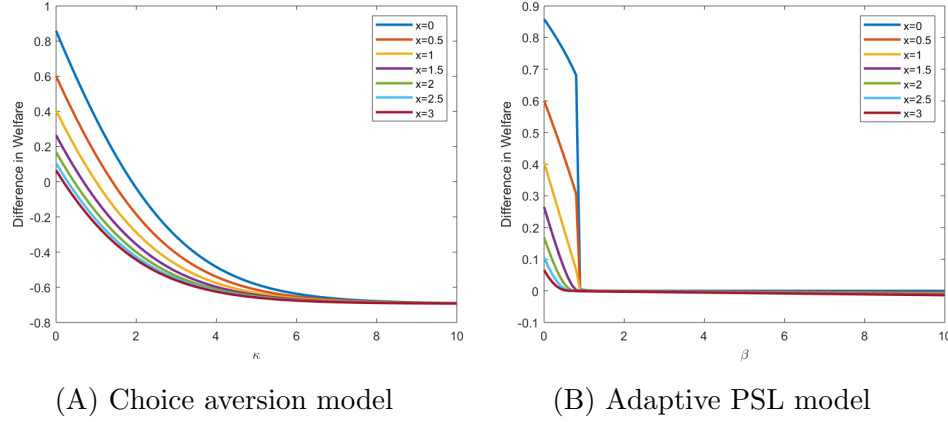 1
0.8
0.6
0.4
0.2
0
-0.2
-0.4
-0.6
-0.8
Difference in Welfare
0 2 4 6 8 10
κ
x=0
x=0.5
x=1
x=1.5
x=2
x=2.5
x=3
(A) Choice aversion model
0.9
0.8
0.7
0.6
0.5
0.4
0.3
0.2
0.1
0
-0.1
Difference in Welfare
0 2 4 6 8 10
β
x=0
x=0.5
x=1
x=1.5
x=2
x=2.5
x=3
(B) Adaptive PSL model